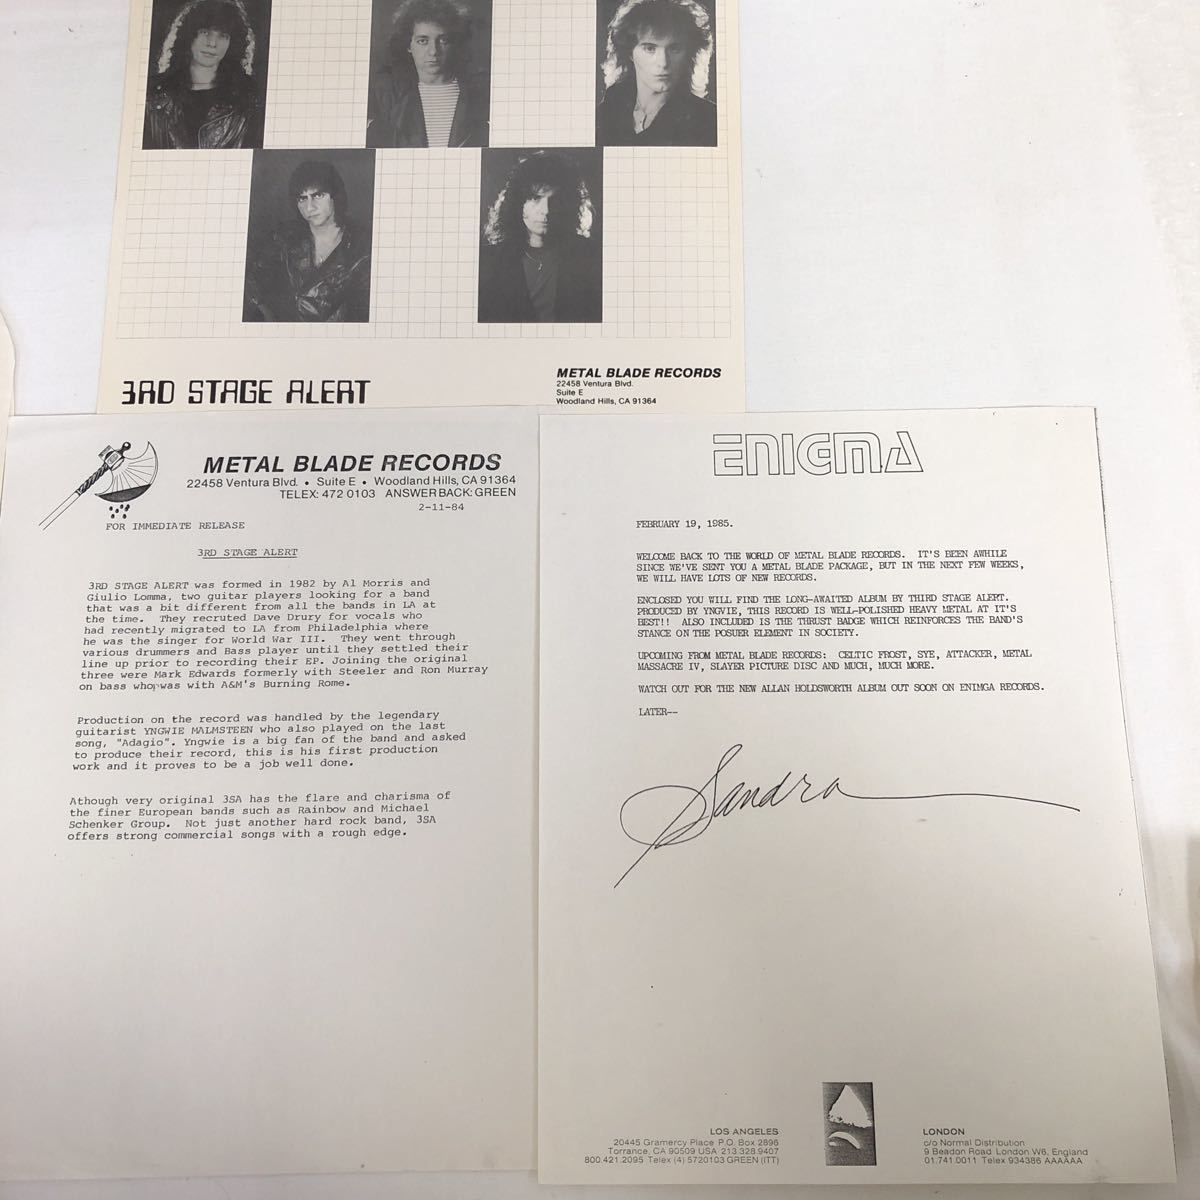 3RD STAGE ALERT
METAL BLADE RECORDS
22458 Ventura Blvd.
Suite E
Woodland Hills, CA 91364
METAL BLADE RECORDS
22458 Ventura Blvd. • Suite E • Woodland Hills, CA 91364
TELEX: 472 0103 ANSWERBACK: GREEN
2-11-84
FOR IMMEDIATE RELEASE
3RD STAGE ALERT
3RD STAGE ALERT was formed in 1982 by Al Morris and
Giulio Lomma, two guitar players looking for a band
that was a bit different from all the bands in LA at
the time. They recruted Dave Drury for vocals who
had recently migrated to LA from Philadelphia where
he was the singer for World War III. They went through
various drummers and Bass player until they settled their
line up prior to recording their EP. Joining the original
three were Mark Edwards formerly with Steeler and Ron Murray
on bass who was with A&M's Burning Rome.
Production on the record was handled by the legendary
guitarist YNGWIE MALMSTEEN who also played on the last
song, "Adagio". Yngwie is a big fan of the band and asked
to produce their record, this is his first production
work and it proves to be a job well done.
Athough very original 3SA has the flare and charisma of
the finer European bands such as Rainbow and Michael
Schenker Group. Not just another hard rock band, 3SA
offers strong commercial songs with a rough edge.
ENIGMA
FEBRUARY 19, 1985.
WELCOME BACK TO THE WORLD OF METAL BLADE RECORDS. IT'S BEEN AWHILE
SINCE WE'VE SENT YOU A METAL BLADE PACKAGE, BUT IN THE NEXT FEW WEEKS,
WE WILL HAVE LOTS OF NEW RECORDS.
ENCLOSED YOU WILL FIND THE LONG-AWAITED ALBUM BY THIRD STAGE ALERT.
PRODUCED BY YNGVIE, THIS RECORD IS WELL-POLISHED HEAVY METAL AT IT'S
BEST!! ALSO INCLUDED IS THE THRUST BADGE WHICH REINFORCES THE BAND'S
STANCE ON THE POSUER ELEMENT IN SOCIETY.
UPCOMING FROM METAL BLADE RECORDS: CELTIC FROST, SYE, ATTACKER, METAL
MASSACRE IV, SLAYER PICTURE DISC AND MUCH, MUCH MORE.
WATCH OUT FOR THE NEW ALLAN HOLDSWORTH ALBUM OUT SOON ON ENIMGA RECORDS.
LATER--
Sandra
LOS ANGELES
20445 Gramercy Place P.O. Box 2896
Torrance, CA 90509 USA 213.328.9407
800.421.2095 Telex (4) 5720103 GREEN (ITT)
LONDON
c/o Normal Distribution
9 Beadon Road London W6, England
01.741.0011 Telex 934386 AAAAAA